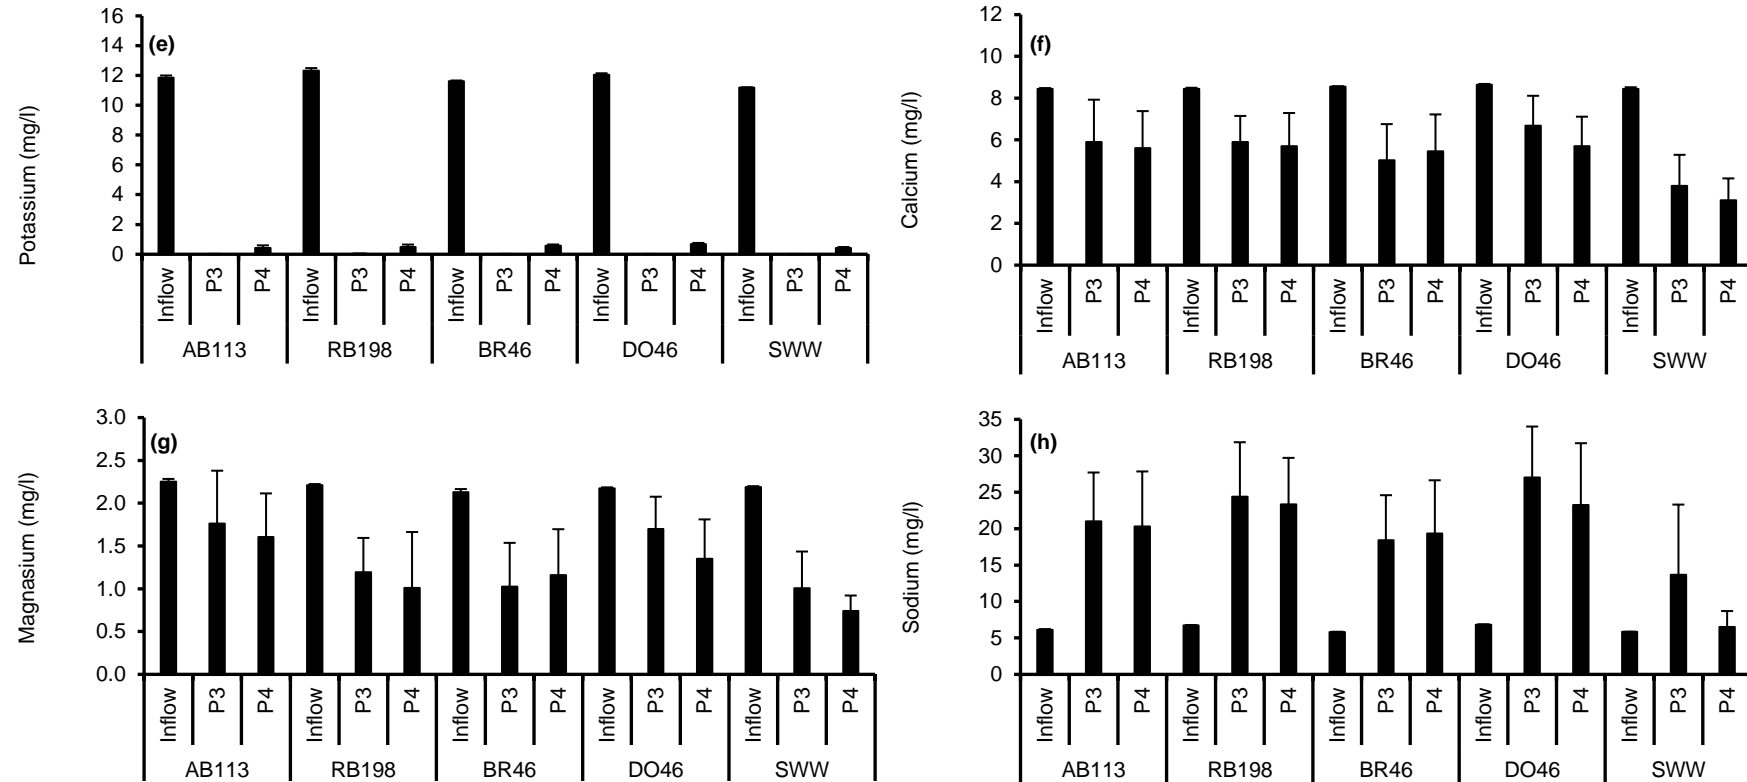 (e)
Potassium (mg/l)
16
14
12
10
8
6
4
2
0
Inflow P3 P4 Inflow P3 P4 Inflow P3 P4 Inflow P3 P4 Inflow P3 P4
AB113 RB198 BR46 DO46 SWW
(f)
Calcium (mg/l)
12
10
8
6
4
2
0
Inflow P3 P4 Inflow P3 P4 Inflow P3 P4 Inflow P3 P4 Inflow P3 P4
AB113 RB198 BR46 DO46 SWW
(g)
Magnasium (mg/l)
3.0
2.5
2.0
1.5
1.0
0.5
0.0
Inflow P3 P4 Inflow P3 P4 Inflow P3 P4 Inflow P3 P4 Inflow P3 P4
AB113 RB198 BR46 DO46 SWW
(h)
Sodium (mg/l)
35
30
25
20
15
10
5
0
Inflow P3 P4 Inflow P3 P4 Inflow P3 P4 Inflow P3 P4 Inflow P3 P4
AB113 RB198 BR46 DO46 SWW